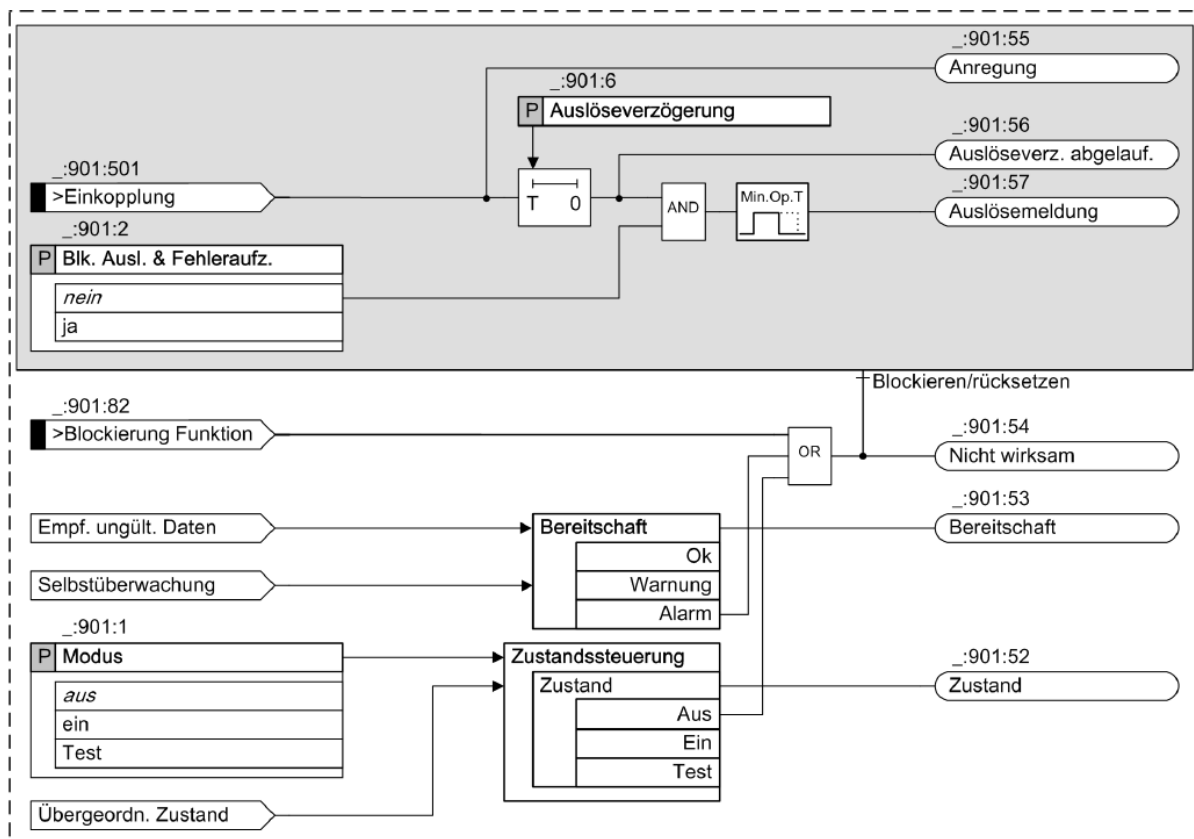 _:901:55
Anregung
_:901:6
P Auslöseverzögerung
_:901:56
Auslöseverz. abgelauf.
_:901:501
>Einkopplung
T 0
AND
Min.Op.T
_:901:57
Auslösemeldung
_:901:2
P Blk. Ausl. & Fehleraufz.
nein
ja
Blockieren/rücksetzen
_:901:82
>Blockierung Funktion
OR
_:901:54
Nicht wirksam
_:901:53
Empf. ungült. Daten
Bereitschaft
Bereitschaft
Ok
Selbstüberwachung
Warnung
Alarm
_:901:1
P Modus
Zustandssteuerung
_:901:52
aus
Zustand
Zustand
ein
Aus
Test
Ein
Test
Übergeordn. Zustand